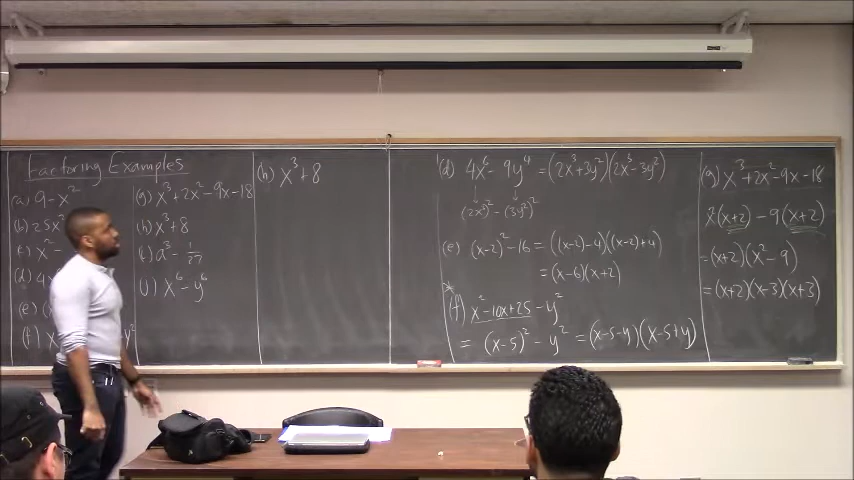 Factoring Examples
(a) 9-x²
(b) 25x²
(c) x²-
(d) 4x
(e) (
(f) x
y²
(g) x³+2x²-9x-18
(h) x³+8
(k) a³-1/27
(l) x⁶-y⁶
(h) x³+8
(d) 4x⁶-9y⁴=(2x³+3y²)(2x³-3y²)
(2x³)²-(3y²)²
(e) (x-2)²-16=((x-2)-4)((x-2)+4)
=(x-6)(x+2)
*(f) x²-10x+25-y²
= (x-5)²-y²=(x-5-y)(x-5+y)
(g) x³+2x²-9x-18
x²(x+2)-9(x+2)
=(x+2)(x²-9)
=(x+2)(x-3)(x+3)